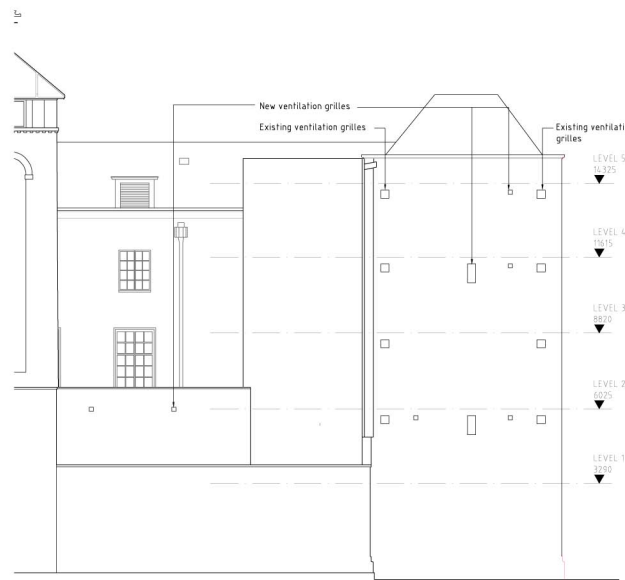 New ventilation grilles
Existing ventilation grilles
Existing ventilati
grilles
LEVEL 5
14325
LEVEL 4
11615
LEVEL 3
8820
LEVEL 2
6025
LEVEL 1
3290